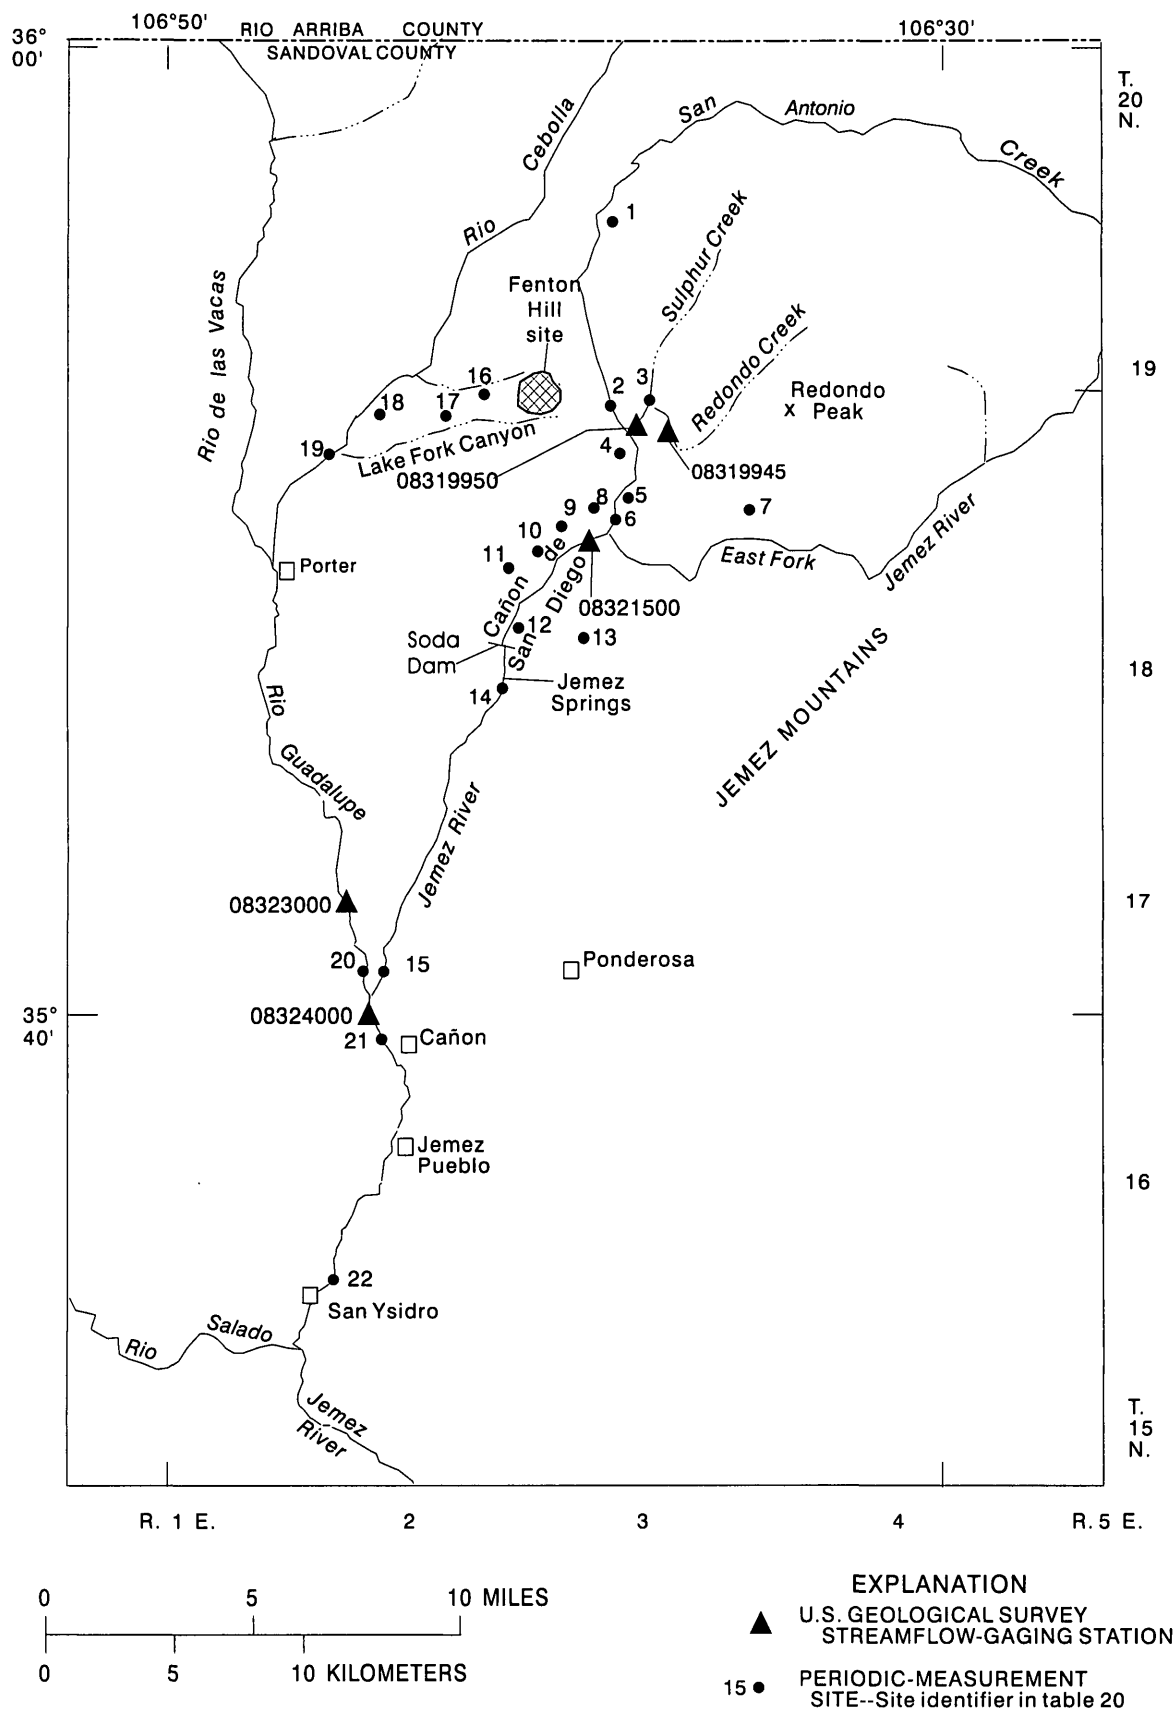 106°50'
RIO ARRIBA COUNTY
106°30'
36°
00'
SANDOVAL COUNTY
T.
20
N.
San Antonio Creek
Rio Cebolla
1
Sulphur Creek
Rio de las Vacas
Fenton
Hill
site
Redondo Creek
19
16
2
3
Redondo
x Peak
18
17
Lake Fork Canyon
19
4
08319950
08319945
5
8
6
7
9
10
11
East Fork
Jemez River
Porter
08321500
Cañon de
San Diego
12
13
Soda
Dam
18
14
Jemez
Springs
JEMEZ MOUNTAINS
Rio
Guadalupe
Jemez River
17
08323000
20
15
Ponderosa
35°
40'
08324000
21
Cañon
Jemez
Pueblo
16
22
San Ysidro
Rio Salado
Jemez
River
T.
15
N.
R. 1 E.
2
3
4
R. 5 E.
0 5 10 MILES
0 5 10 KILOMETERS
EXPLANATION
U.S. GEOLOGICAL SURVEY
STREAMFLOW-GAGING STATION
15 PERIODIC-MEASUREMENT
SITE--Site identifier in table 20